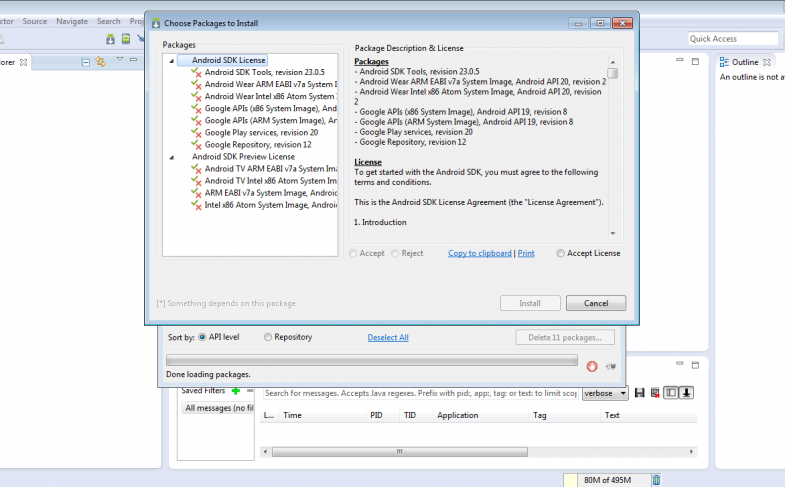 Choose Packages to Install
Source Navigate Search
Quick Access
Packages
Package Description & License
Android SDK License
Android SDK Tools, revision 23.0.5
Android Wear ARM EABI v7a System
Android Wear Intel x86 Atom System
Google APIs (x86 System Image), And
Google APIs (ARM System Image), An
Google Play services, revision 20
Google Repository, revision 12
Android SDK Preview License
Android TV ARM EABI v7a System Im
Android TV Intel x86 Atom System Im
ARM EABI v7a System Image, Android
Intel x86 Atom System Image, Andro
Packages
- Android SDK Tools, revision 23.0.5
- Android Wear ARM EABI v7a System Image, Android API 20, revision 2
- Android Wear Intel x86 Atom System Image, Android API 20, revision
2
- Google APIs (x86 System Image), Android API 19, revision 8
- Google APIs (ARM System Image), Android API 19, revision 8
- Google Play services, revision 20
- Google Repository, revision 12
License
To get started with the Android SDK, you must agree to the following
terms and conditions.
This is the Android SDK License Agreement (the "License Agreement").
1. Introduction
Accept Reject Copy to clipboard | Print Accept License
[*] Something depends on this package
Install Cancel
Outline
An outline is not a
Sort by: API level Repository Deselect All Delete 11 packages...
Done loading packages.
Saved Filters
All messages (no fil
Search for messages. Accepts Java regexes. Prefix with pid:, app:, tag: or text: to limit scop
verbose
L... Time PID TID Application Tag Text
80M of 495M